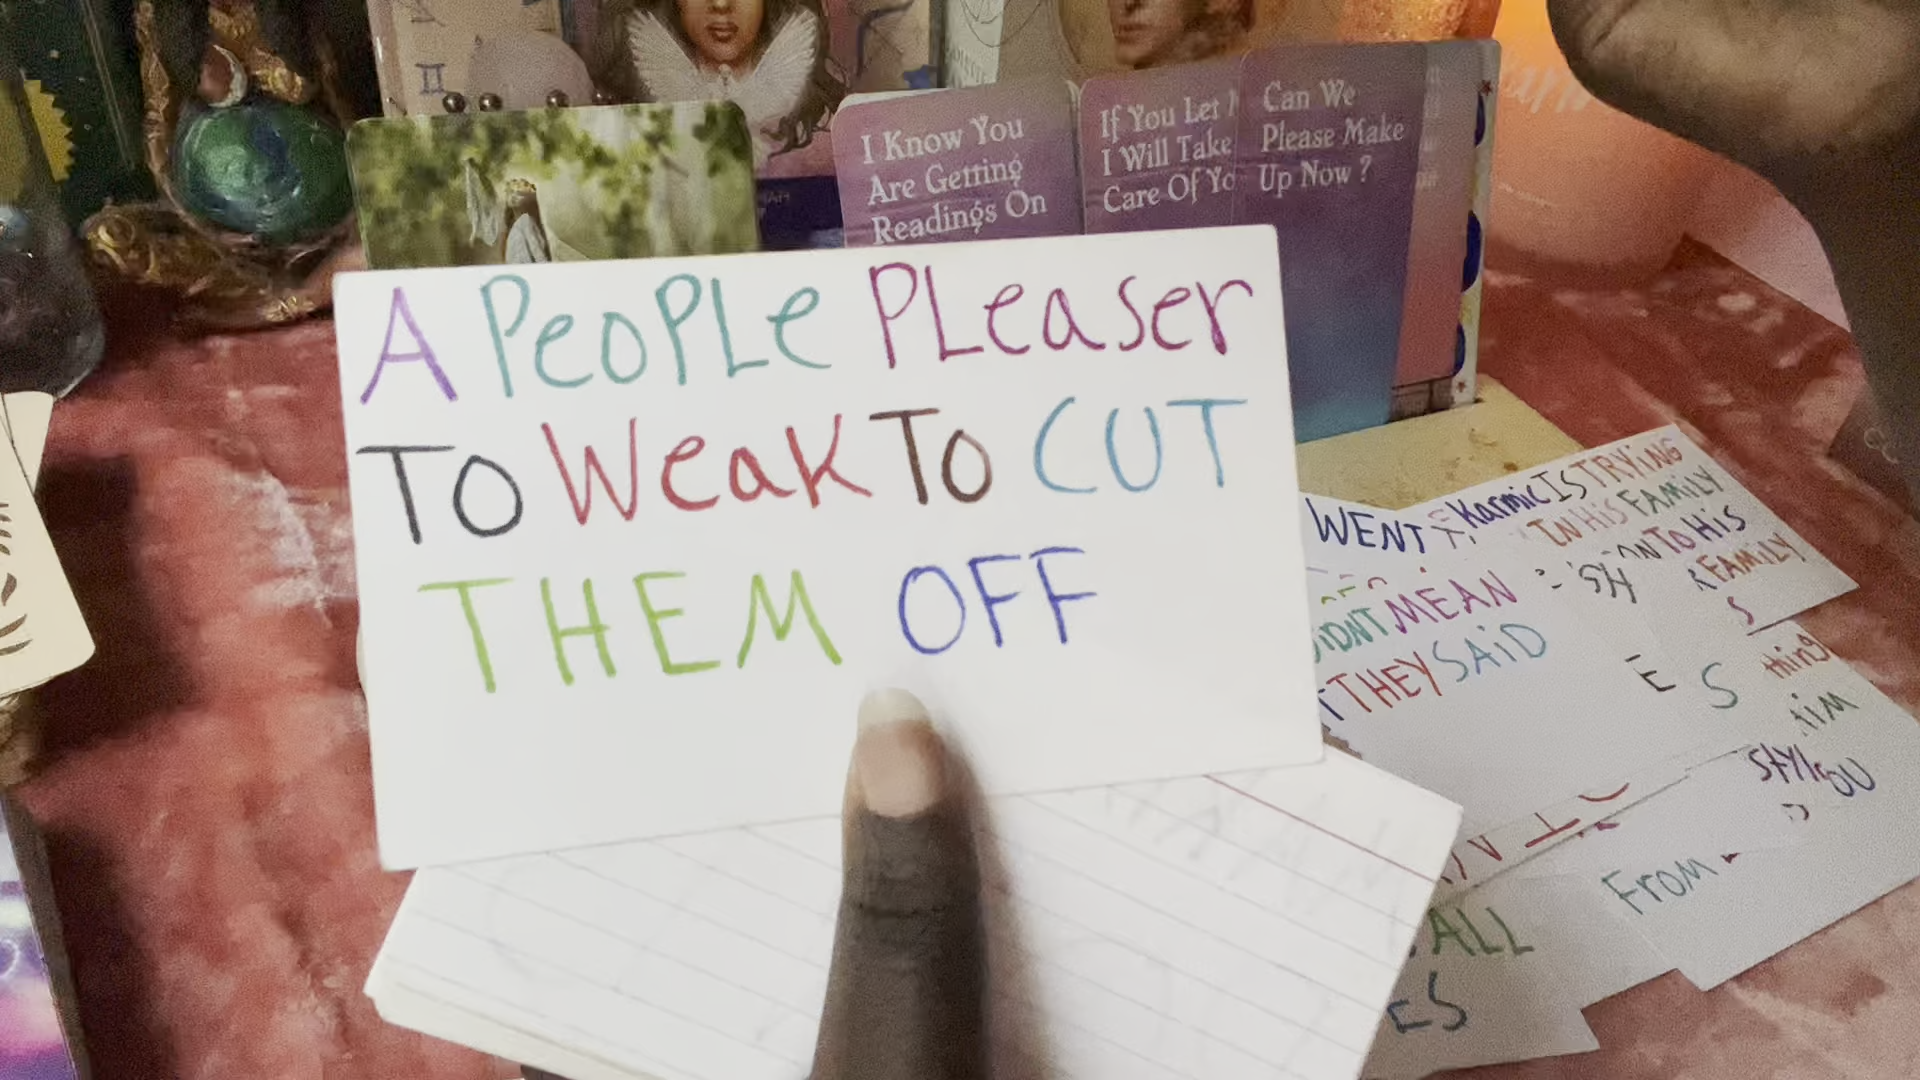 I Know You
Are Getting
Readings On
If You Let
I Will Take
Care Of Yo
Can We
Please Make
Up Now ?
A PeoPLe PLeaser
TO Weak To CUT
THEM OFF
WENT
Karmic IS TRYiNG
IN HiS FAMiLY
ON TO HiS
FAMiLY
iDNT MEAN
THEY SAiD
thing
From
ALL